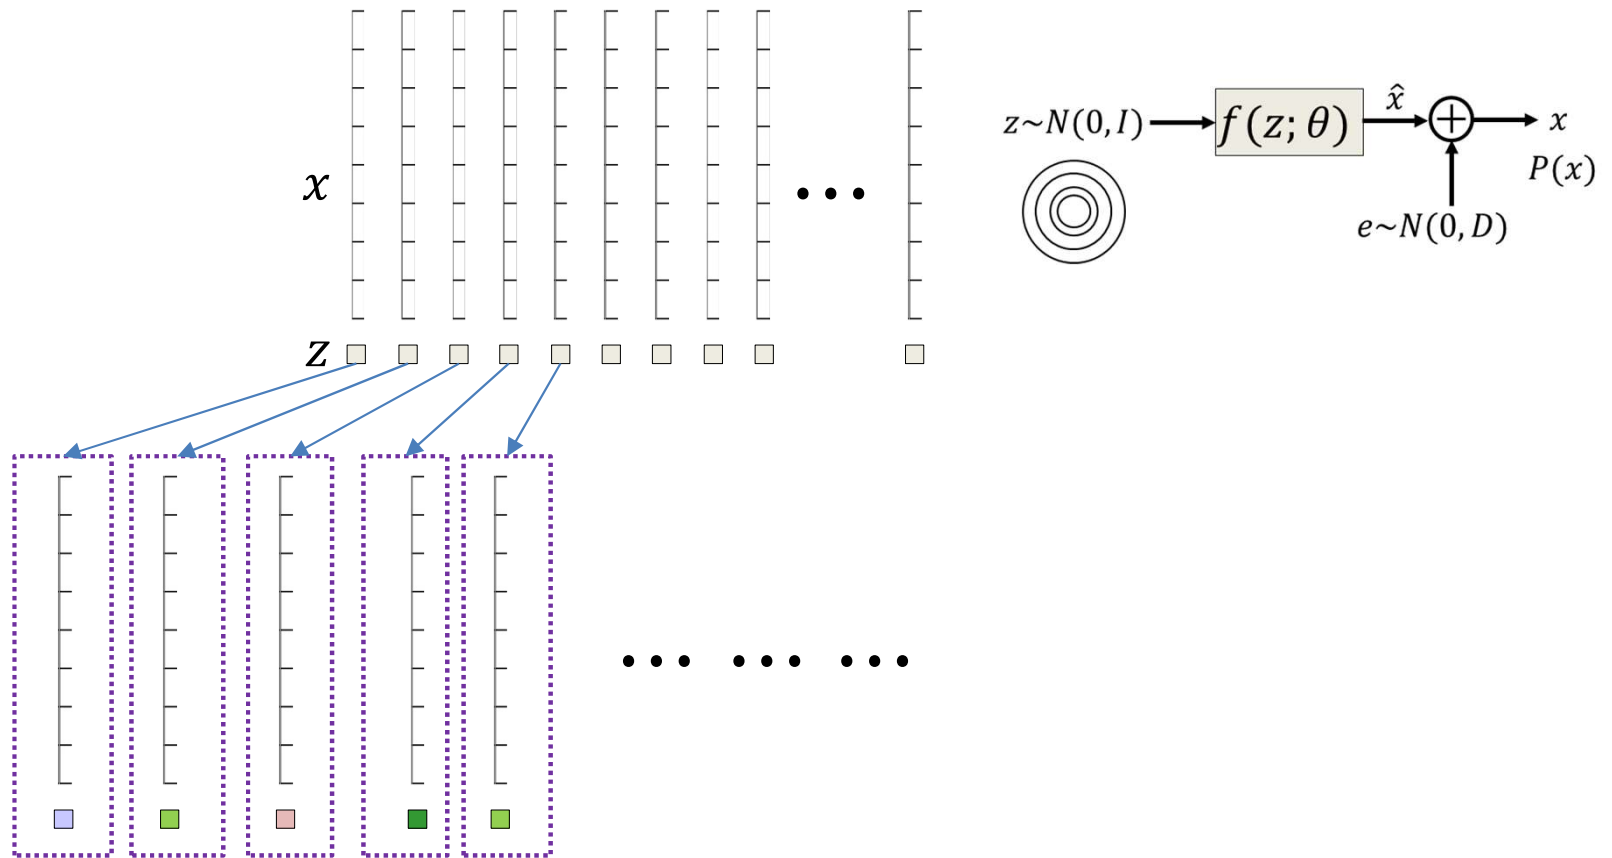 x
z
z~N(0, I)
f(z; θ)
x̂
x
P(x)
e~N(0, D)